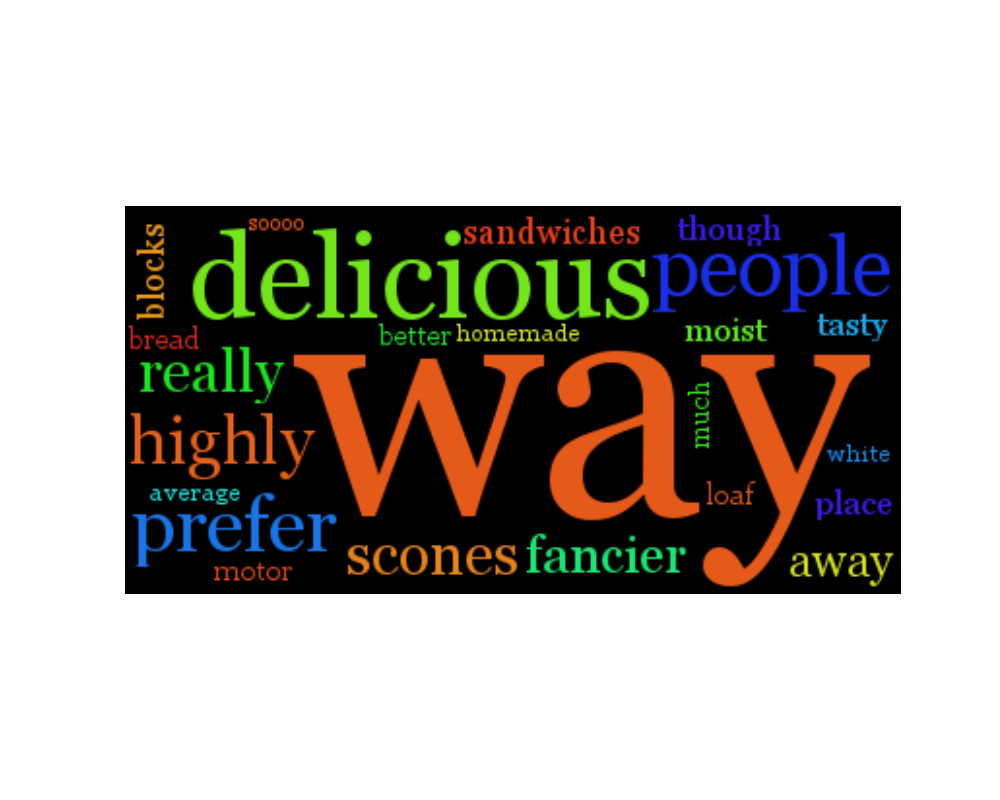 soooo
blocks
delicious
sandwiches
though
people
bread
better
homemade
moist
tasty
really
way
much
highly
white
average
loaf
place
prefer
scones
fancier
away
motor